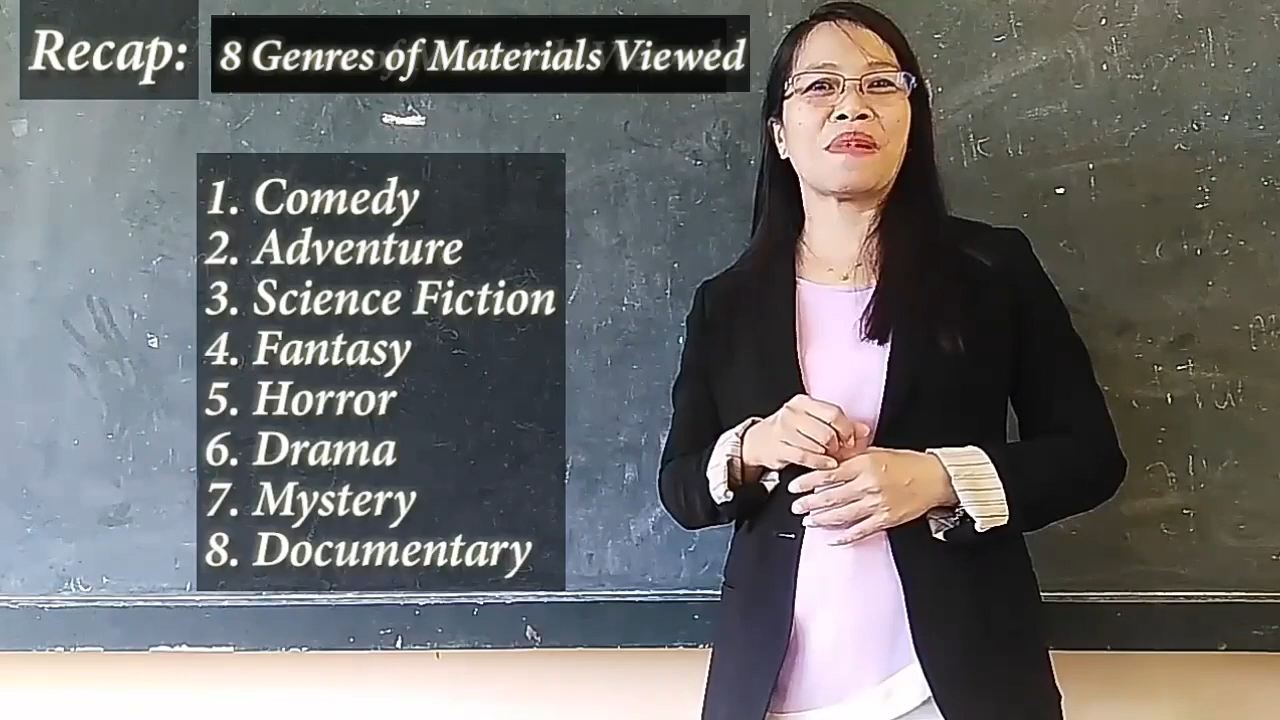 Recap:
8 Genres of Materials Viewed
1. Comedy
2. Adventure
3. Science Fiction
4. Fantasy
5. Horror
6. Drama
7. Mystery
8. Documentary